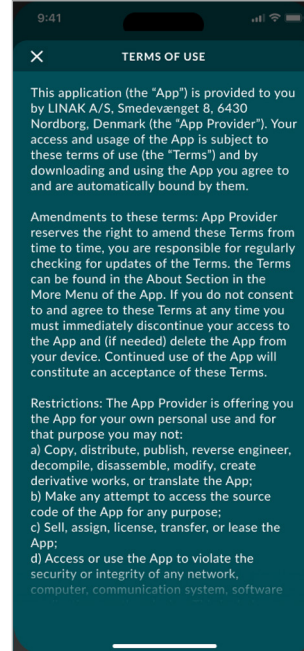 9:41
TERMS OF USE
This application (the “App”) is provided to you
by LINAK A/S, Smedevænget 8, 6430
Nordborg, Denmark (the “App Provider”). Your
access and usage of the App is subject to
these terms of use (the “Terms”) and by
downloading and using the App you agree to
and are automatically bound by them.
Amendments to these terms: App Provider
reserves the right to amend these Terms from
time to time, you are responsible for regularly
checking for updates of the Terms. the Terms
can be found in the About Section in the
More Menu of the App. If you do not consent
to and agree to these Terms at any time you
must immediately discontinue your access to
the App and (if needed) delete the App from
your device. Continued use of the App will
constitute an acceptance of these Terms.
Restrictions: The App Provider is offering you
the App for your own personal use and for
that purpose you may not:
a) Copy, distribute, publish, reverse engineer,
decompile, disassemble, modify, create
derivative works, or translate the App;
b) Make any attempt to access the source
code of the App for any purpose;
c) Sell, assign, license, transfer, or lease the
App;
d) Access or use the App to violate the
security or integrity of any network,
computer, communication system, software